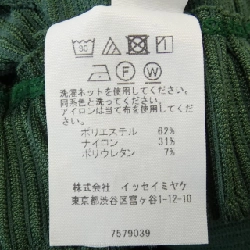 30
1
F W
洗濯ネットを使用してください。
同系色と洗ってください。
アイロンは当て布を使用してください。
ポリエステル 62%
ナイロン 31%
ポリウレタン 7%
株式会社 イッセイミヤケ
東京都渋谷区富ヶ谷1-12-10
7579039